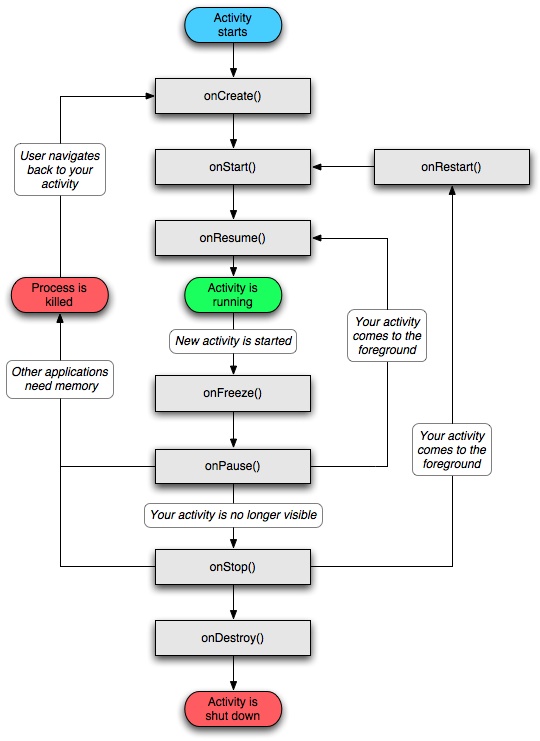 Activity
starts
onCreate()
User navigates
back to your
activity
onStart()
onRestart()
onResume()
Process is
killed
Activity is
running
New activity is started
Your activity
comes to the
foreground
Other applications
need memory
onFreeze()
Your activity
comes to the
foreground
onPause()
Your activity is no longer visible
onStop()
onDestroy()
Activity is
shut down